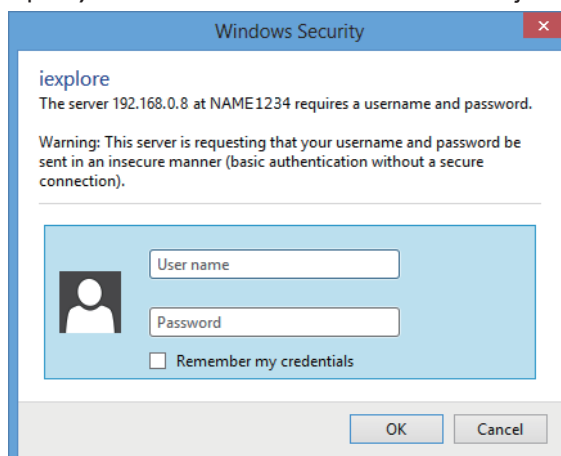 Windows Security
iexplore
The server 192.168.0.8 at NAME1234 requires a username and password.
Warning: This server is requesting that your username and password be
sent in an insecure manner (basic authentication without a secure
connection).
User name
Password
Remember my credentials
OK Cancel